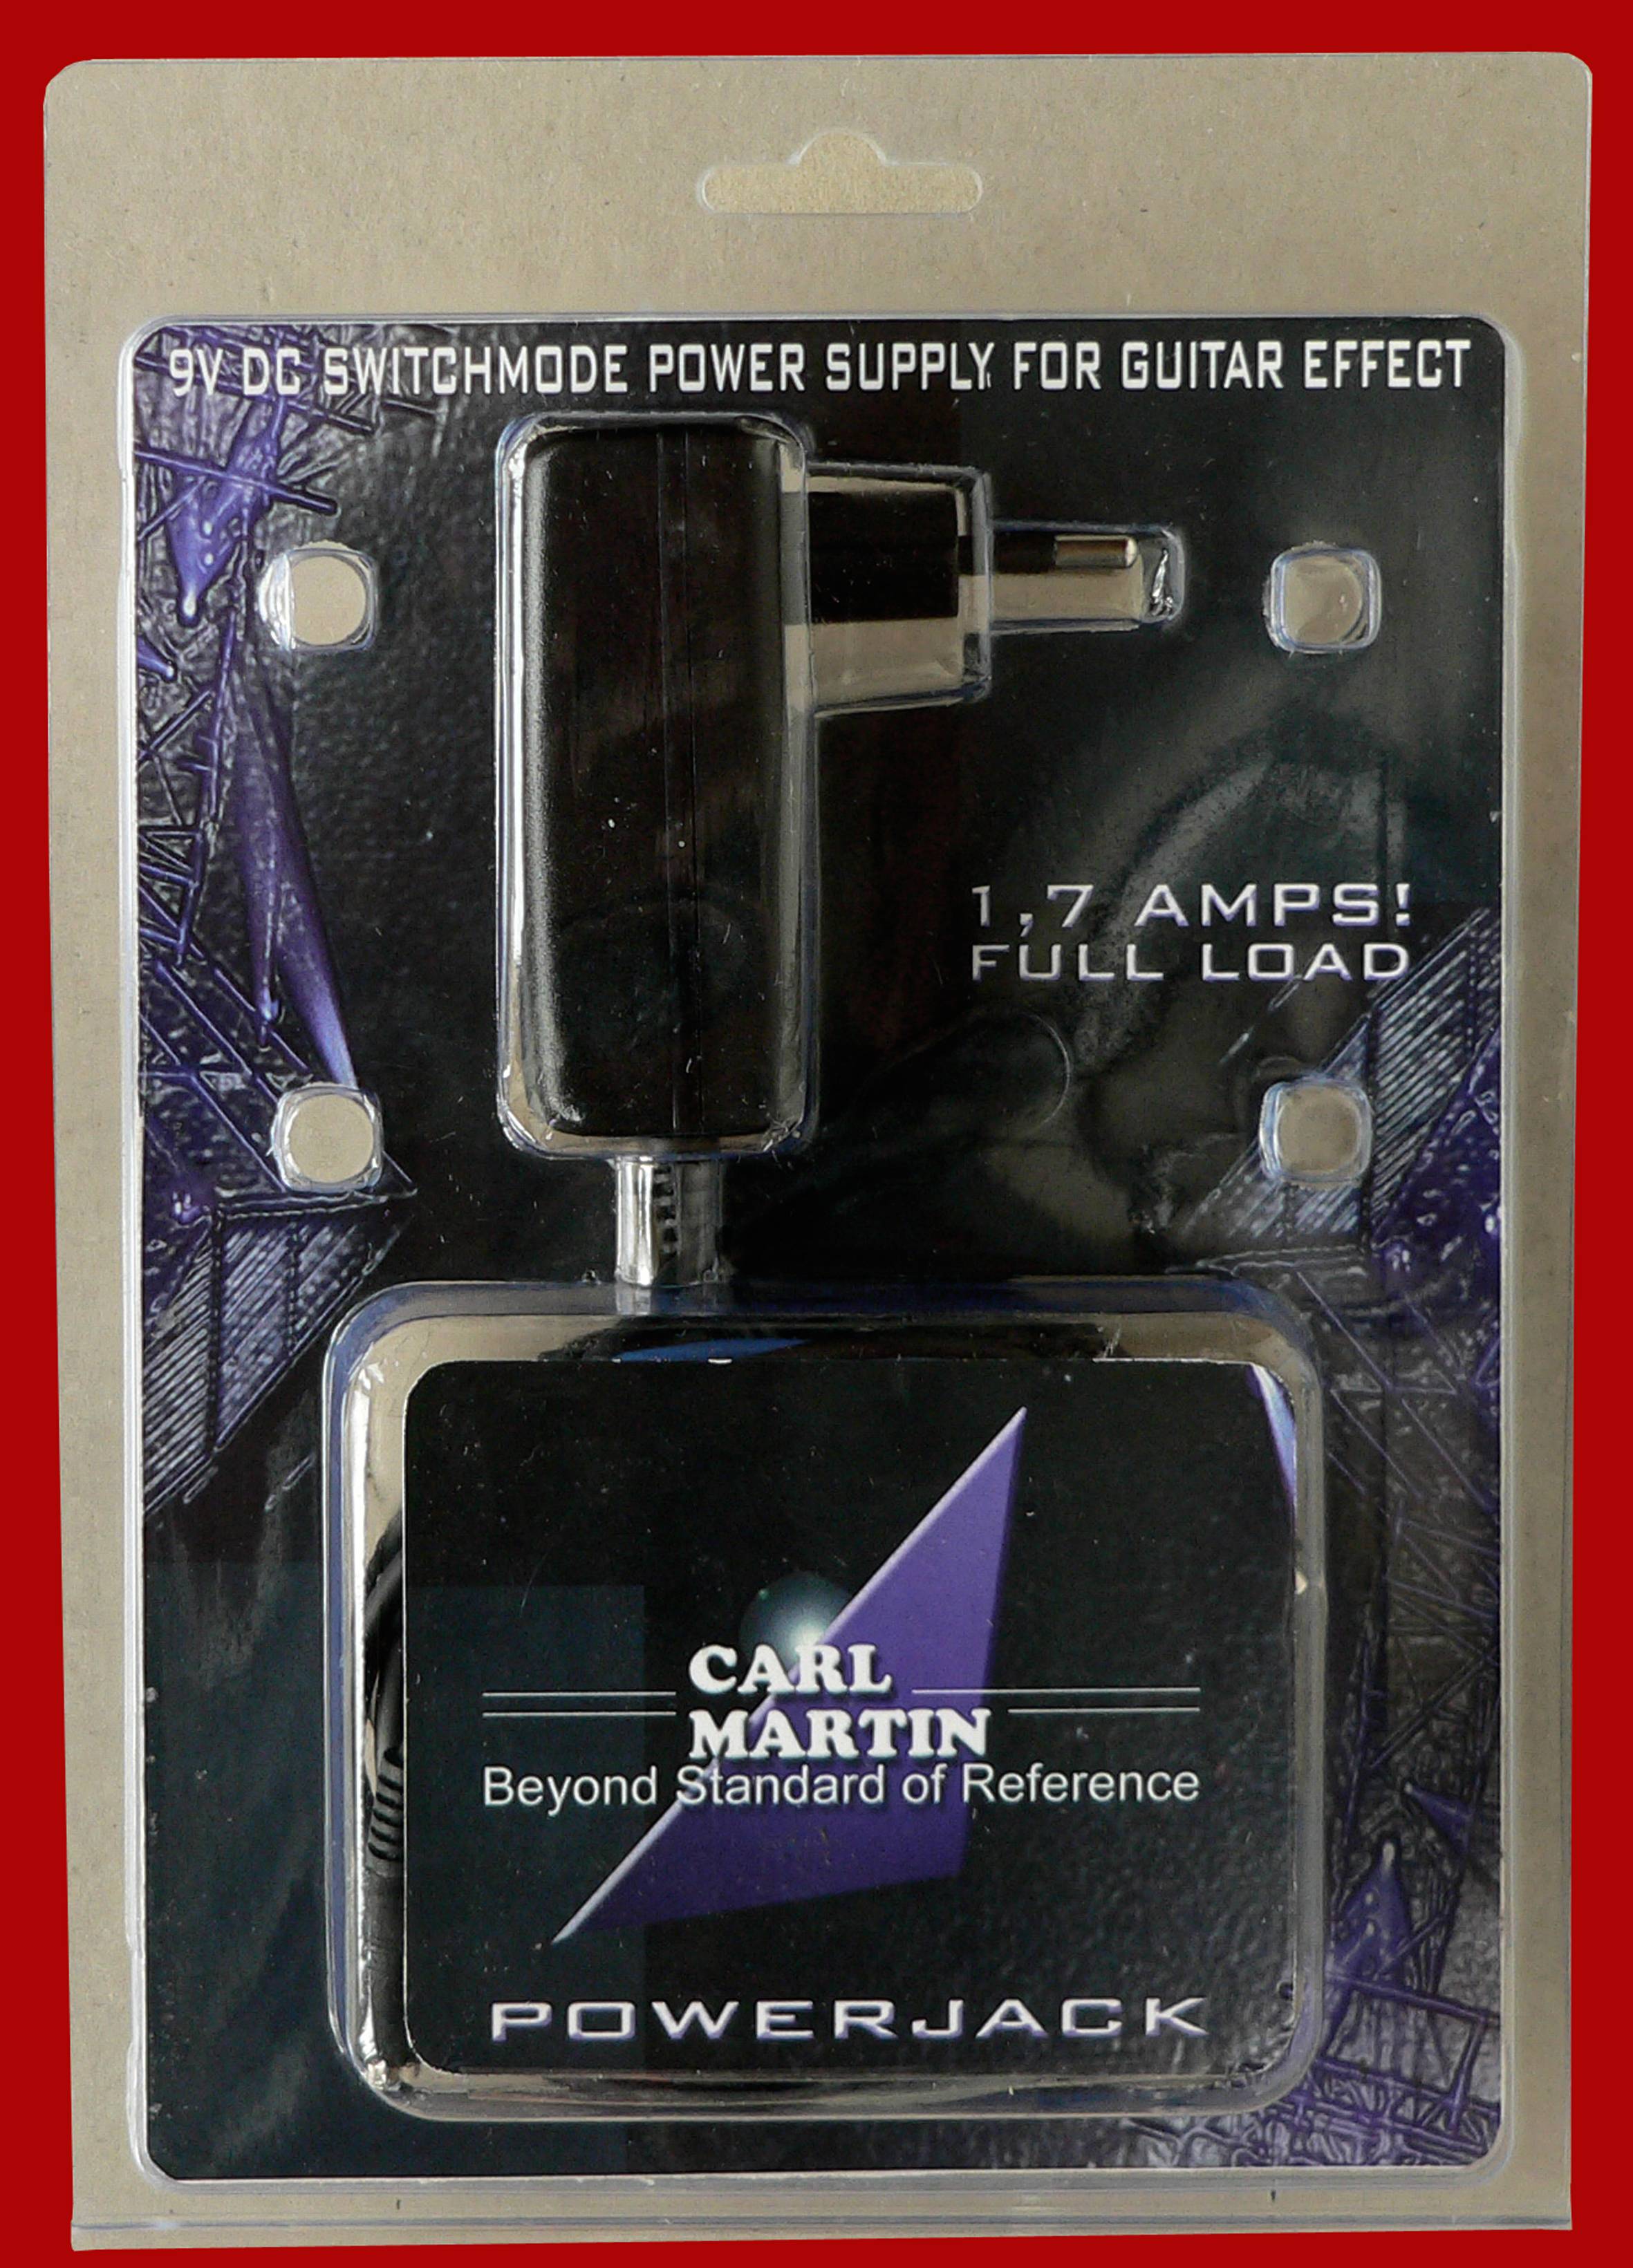 9V DC SWITCHMODE POWER SUPPLY FOR GUITAR EFFECT
1,7 AMPS!
FULL LOAD
CARL
MARTIN
Beyond Standard of Reference
POWERJACK